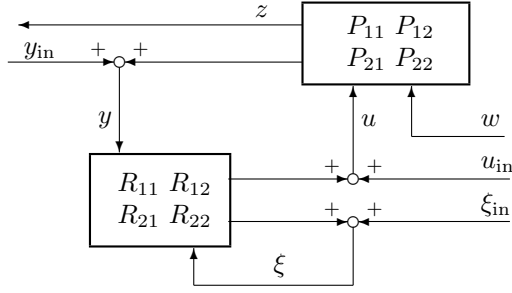 z
P₁₁ P₁₂
P₂₁ P₂₂
y_in + +
y
u
w
R₁₁ R₁₂
R₂₁ R₂₂
+ + u_in
+ + ξ_in
ξ